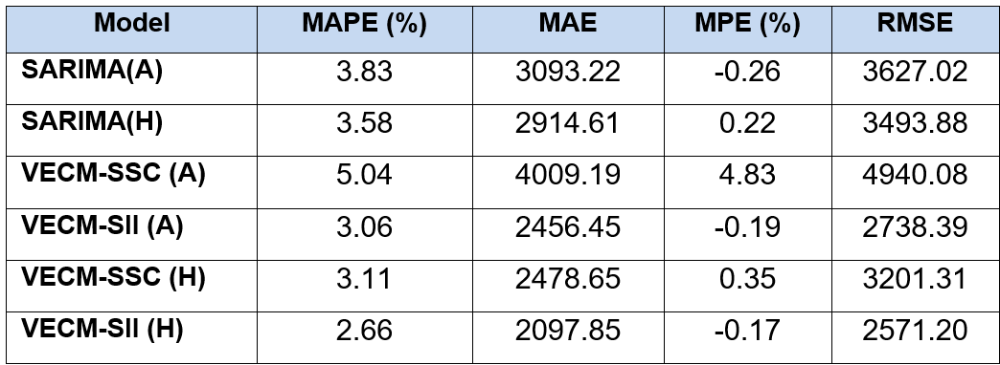 Model MAPE (%) MAE MPE (%) RMSE
SARIMA(A) 3.83 3093.22 -0.26 3627.02
SARIMA(H) 3.58 2914.61 0.22 3493.88
VECM-SSC (A) 5.04 4009.19 4.83 4940.08
VECM-SII (A) 3.06 2456.45 -0.19 2738.39
VECM-SSC (H) 3.11 2478.65 0.35 3201.31
VECM-SII (H) 2.66 2097.85 -0.17 2571.20